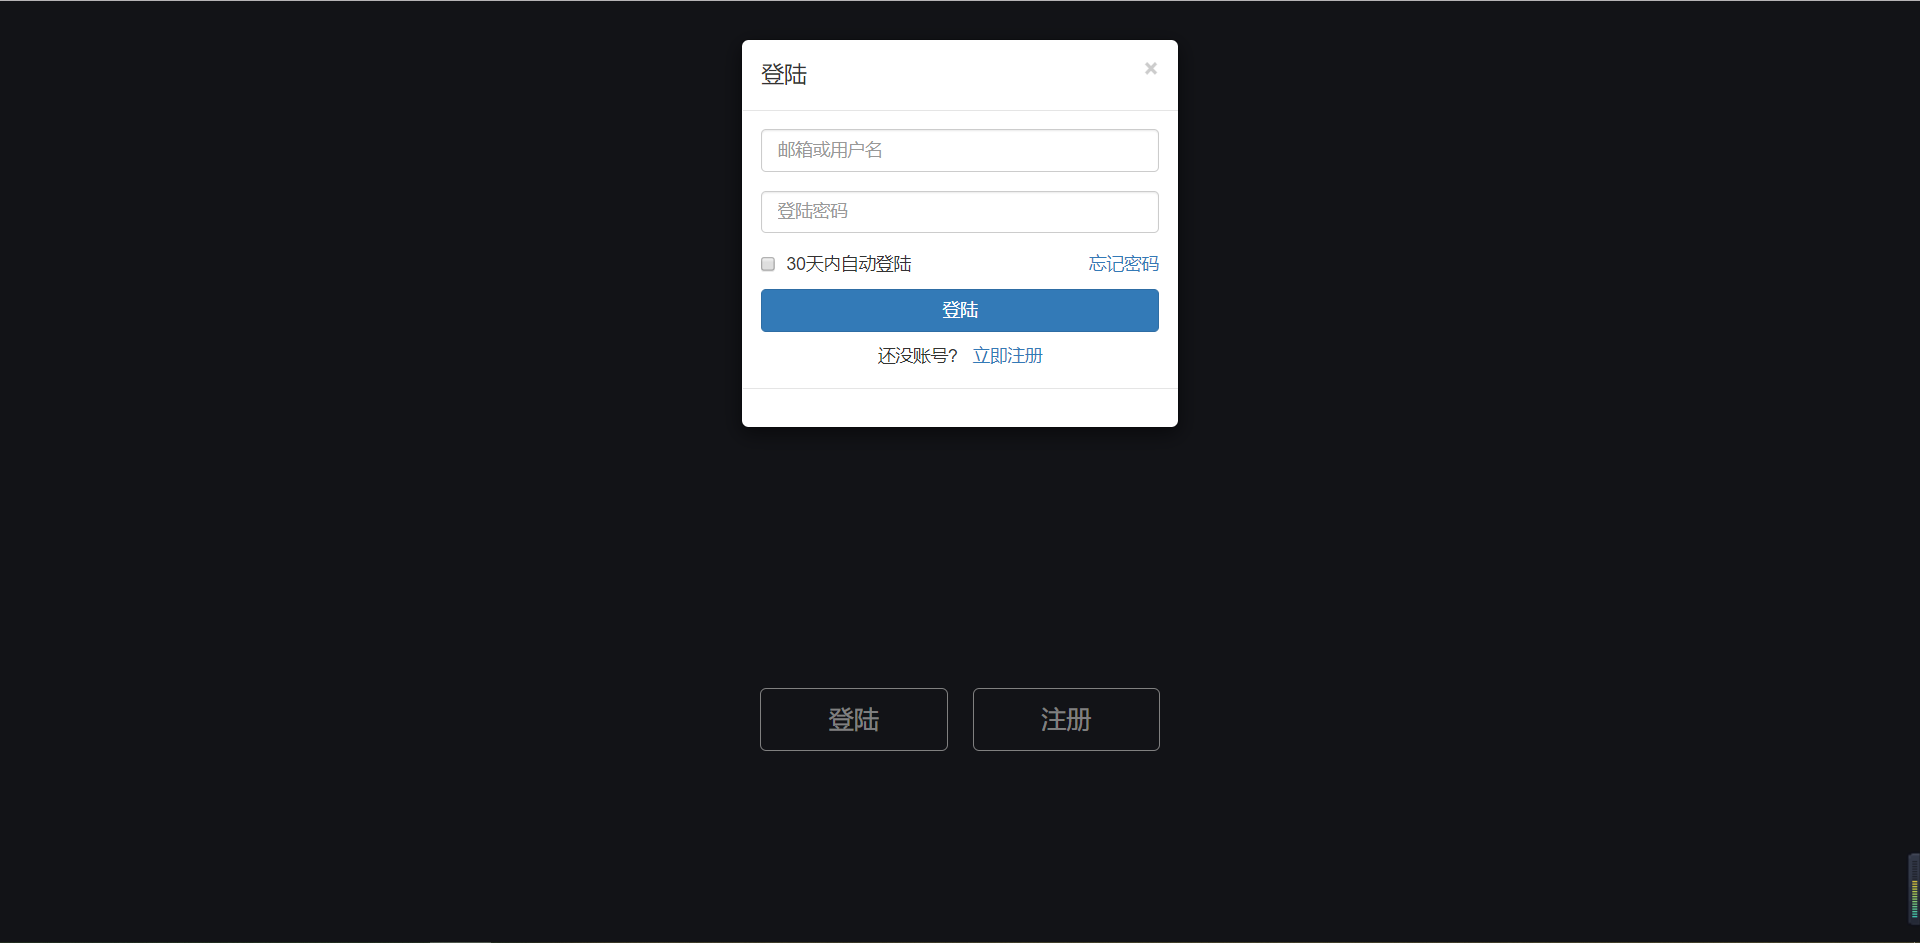 登陆 ×
邮箱或用户名
登陆密码
30天内自动登陆 忘记密码
登陆
还没账号? 立即注册
登陆 注册